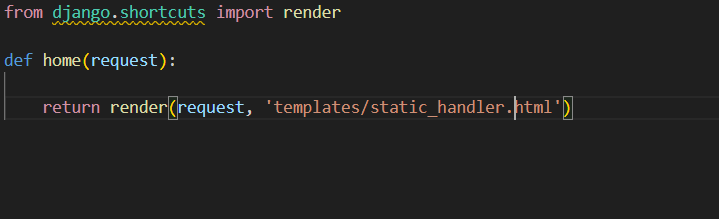 from django.shortcuts import render
def home(request):
return render(request, 'templates/static_handler.html')